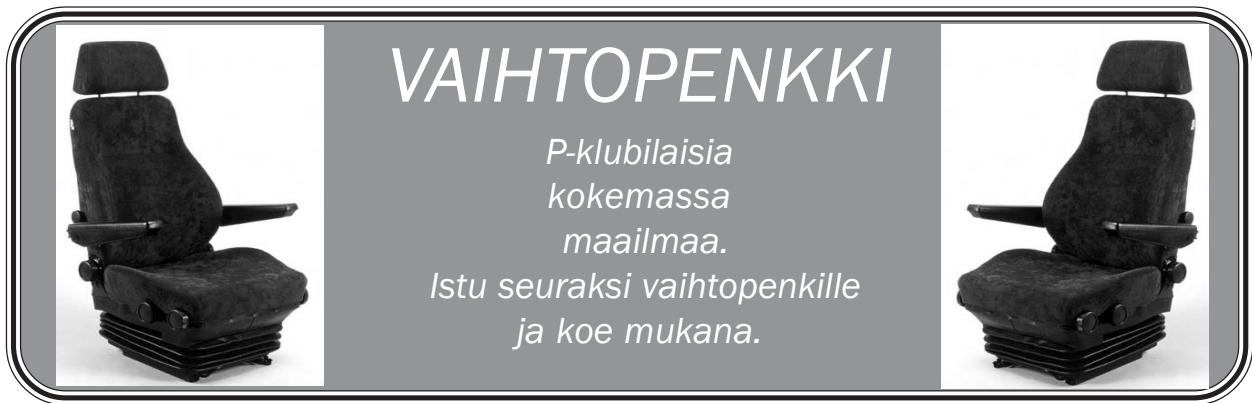 VAIHTOPENKKI
P-klubilaisia
kokemassa
maailmaa.
Istu seuraksi vaihtopenkille
ja koe mukana.